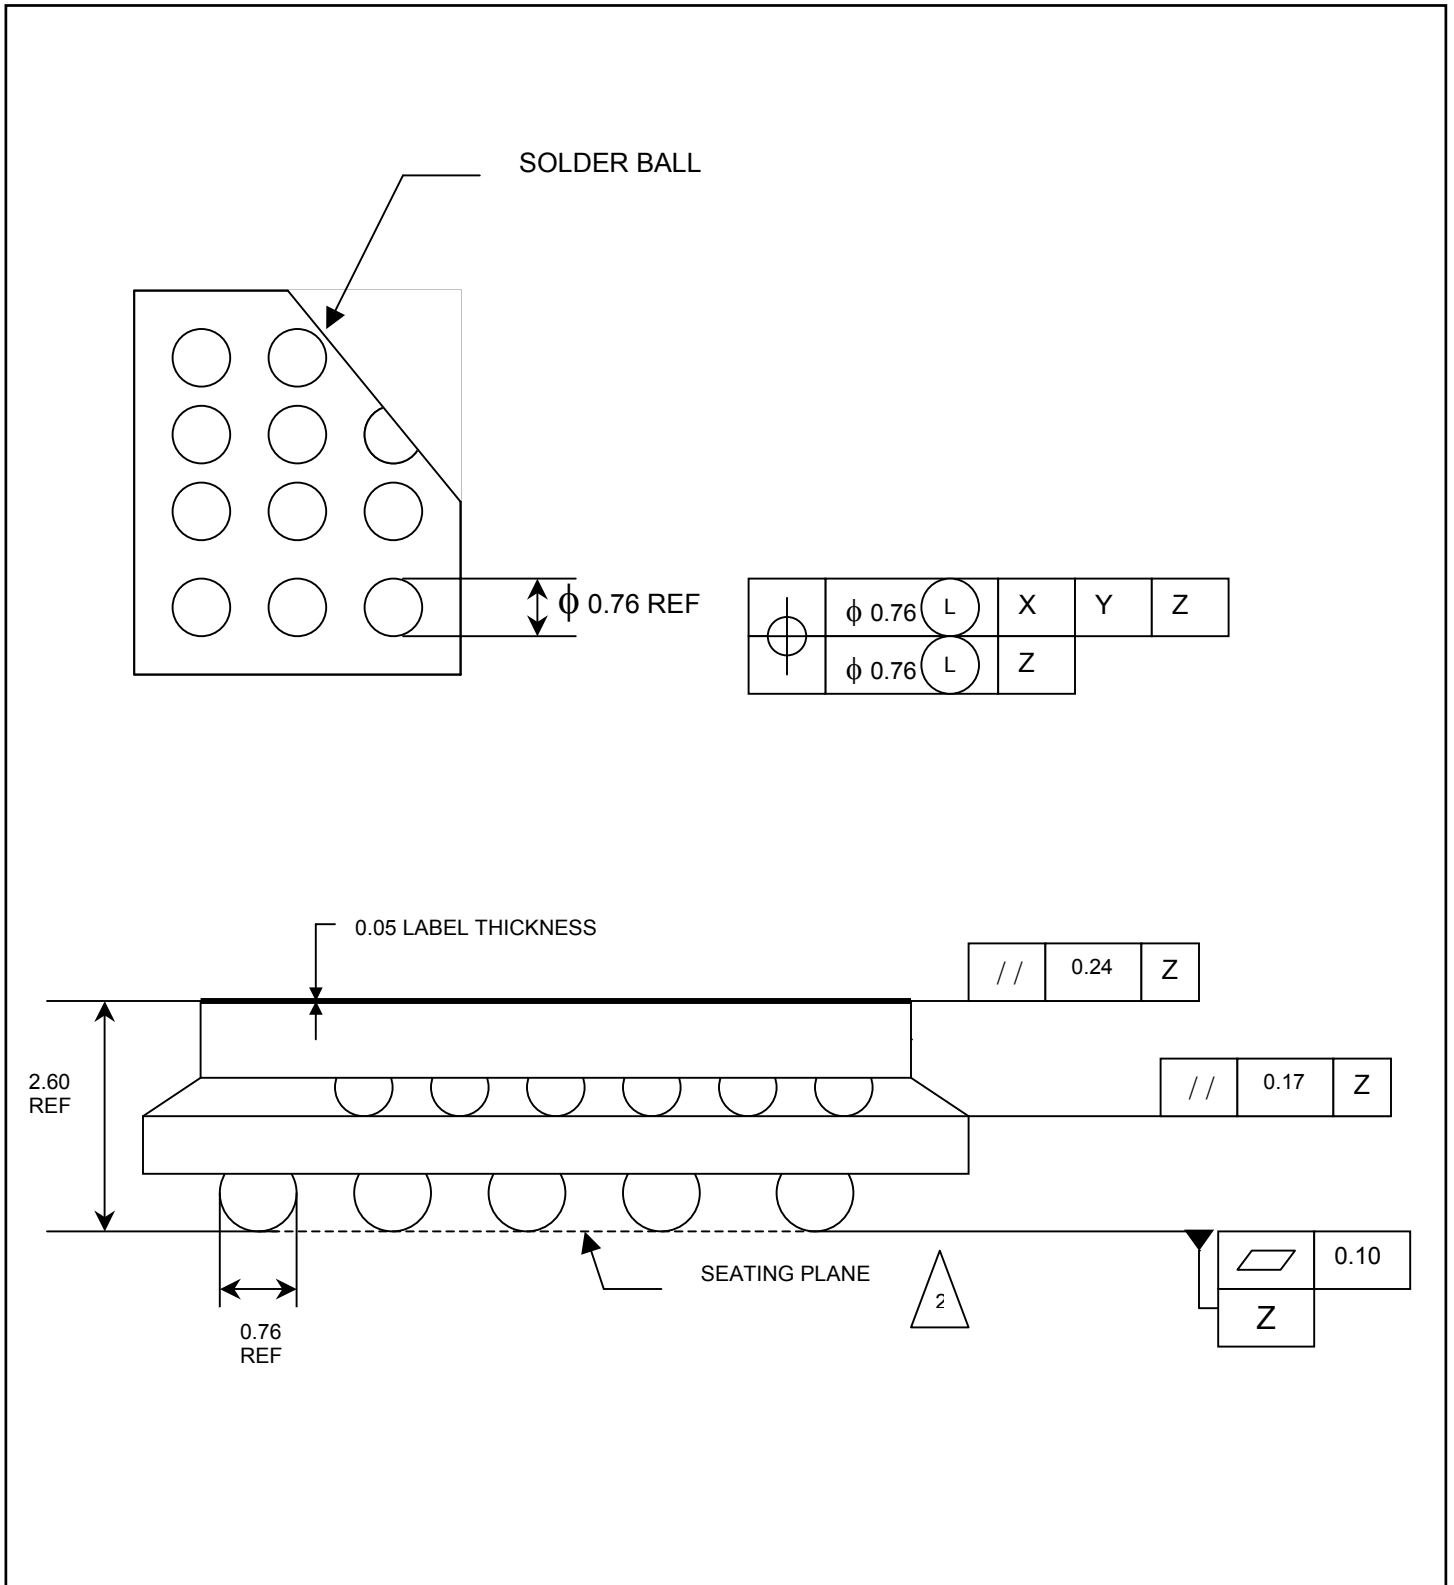 SOLDER BALL
ϕ 0.76 REF
ϕ 0.76 L X Y Z
ϕ 0.76 L Z
0.05 LABEL THICKNESS
// 0.24 Z
2.60
REF
// 0.17 Z
0.10
SEATING PLANE
2
Z
0.76
REF